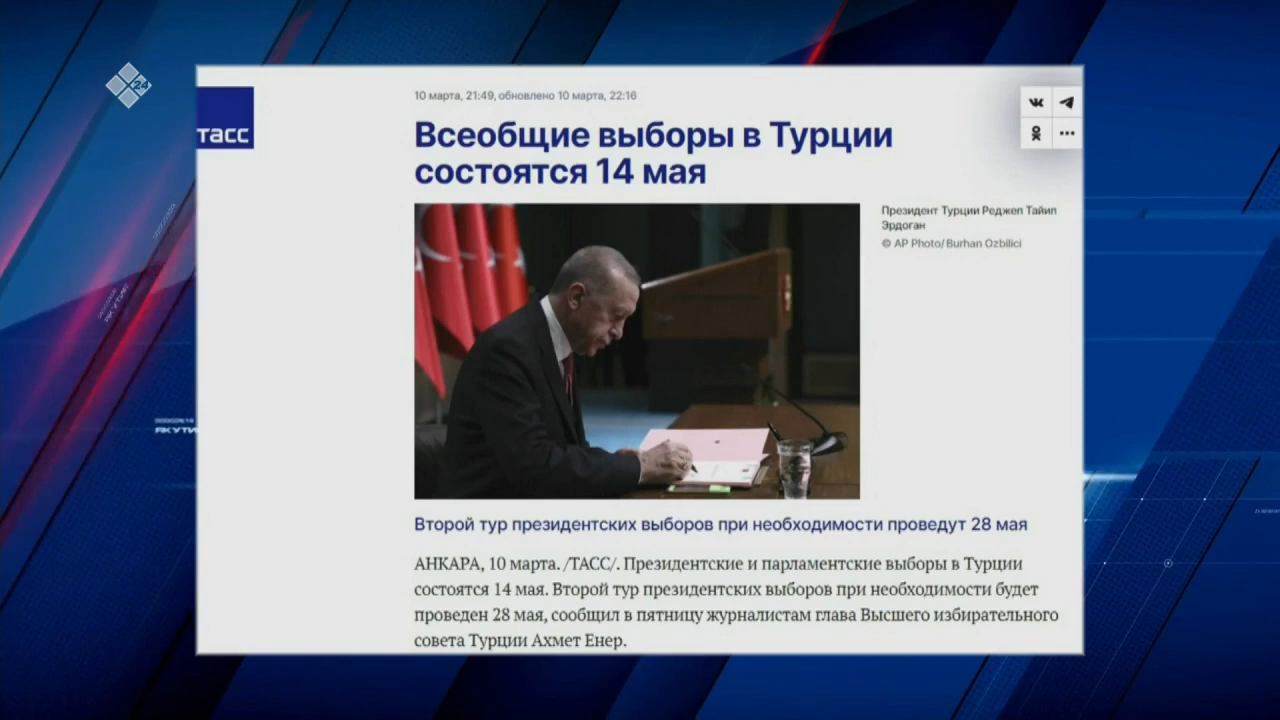 24
тасс
10 марта, 21:49, обновлено 10 марта, 22:16
Всеобщие выборы в Турции
состоятся 14 мая
Президент Турции Реджеп Тайип
Эрдоган
© AP Photo/ Burhan Ozbilici
Второй тур президентских выборов при необходимости проведут 28 мая
АНКАРА, 10 марта. /ТАСС/. Президентские и парламентские выборы в Турции
состоятся 14 мая. Второй тур президентских выборов при необходимости будет
проведен 28 мая, сообщил в пятницу журналистам глава Высшего избирательного
совета Турции Ахмет Енер.